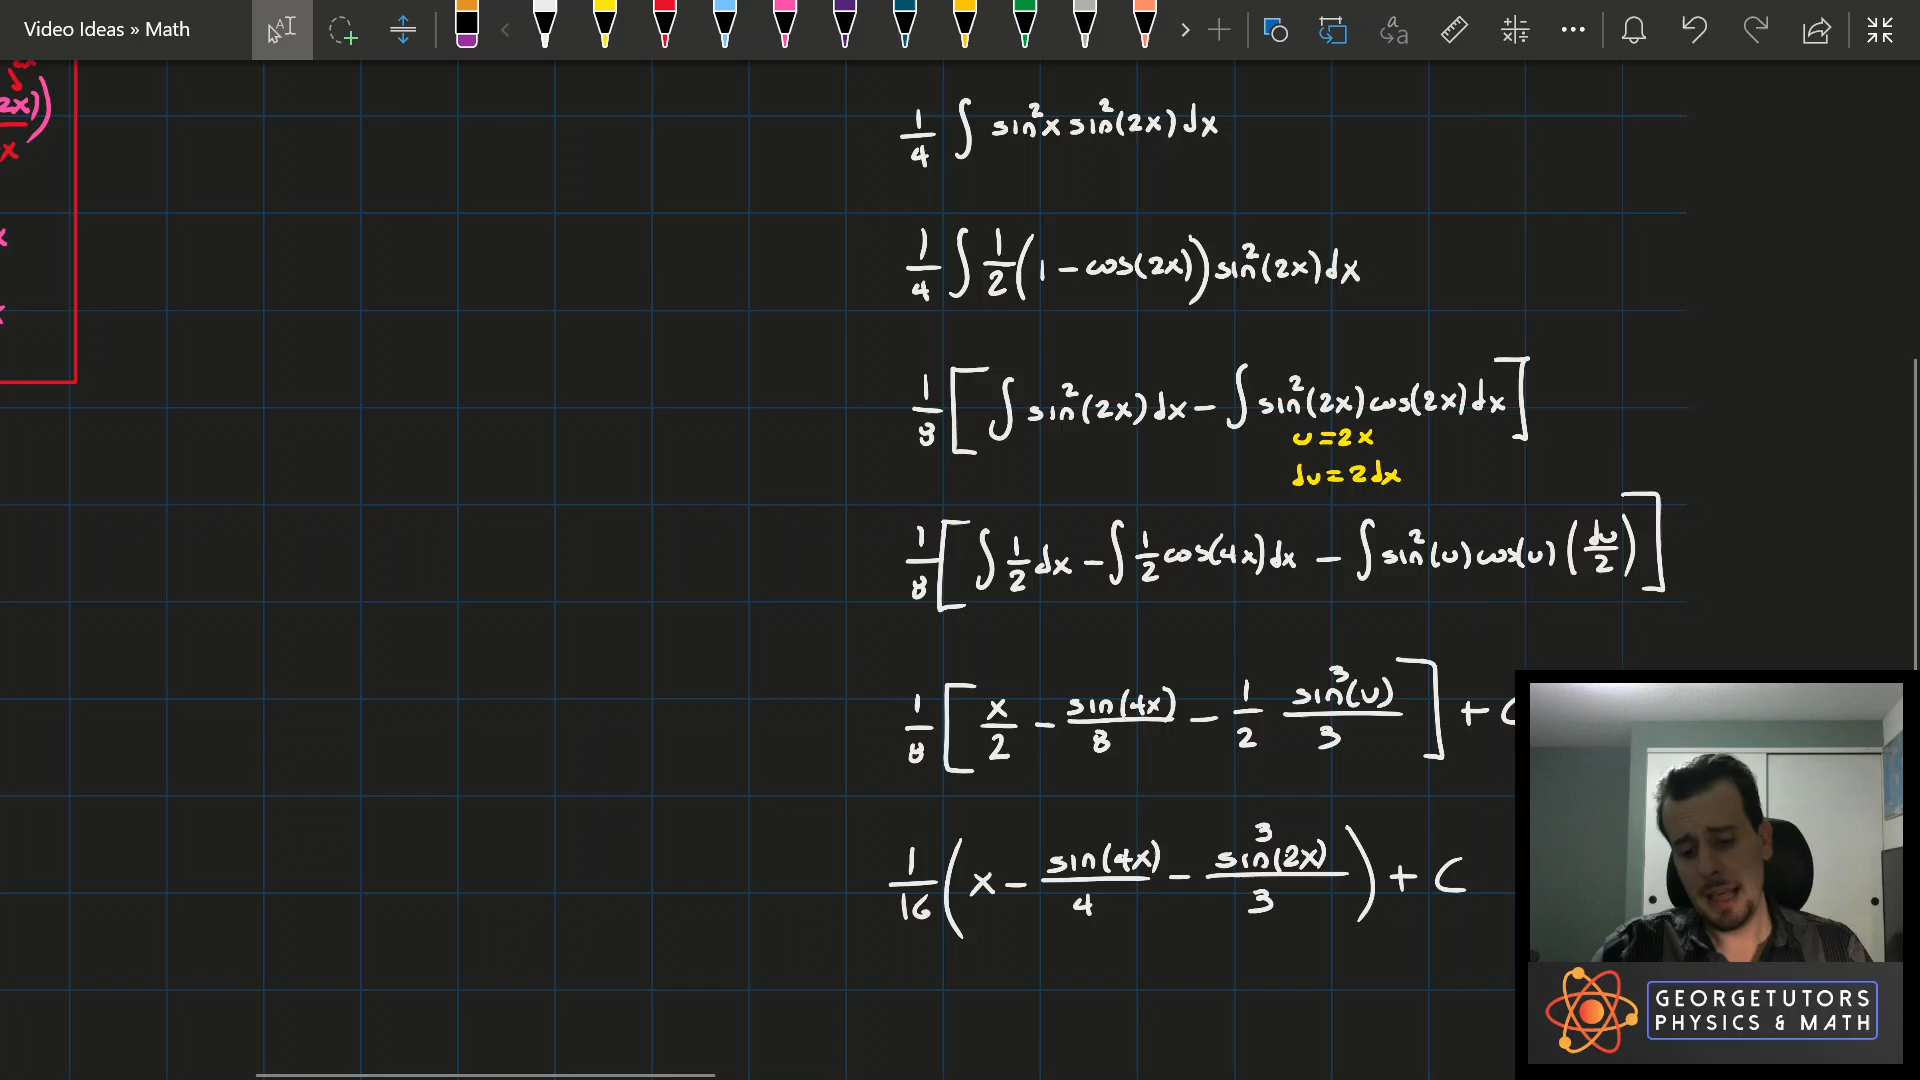 Video Ideas » Math
2x))
x
x
1/4 ∫ sin²x sin²(2x) dx
1/4 ∫ 1/2 (1 − cos(2x)) sin²(2x) dx
1/8 [ ∫ sin²(2x) dx − ∫ sin²(2x) cos(2x) dx ]
u = 2x
du = 2dx
1/8 [ ∫ 1/2 dx − ∫ 1/2 cos(4x) dx − ∫ sin²(u) cos(u) (du/2) ]
1/8 [ x/2 − sin(4x)/8 − 1/2 sin³(u)/3 ] + C
1/16 ( x − sin(4x)/4 − sin³(2x)/3 ) + C
GEORGETUTORS
PHYSICS & MATH